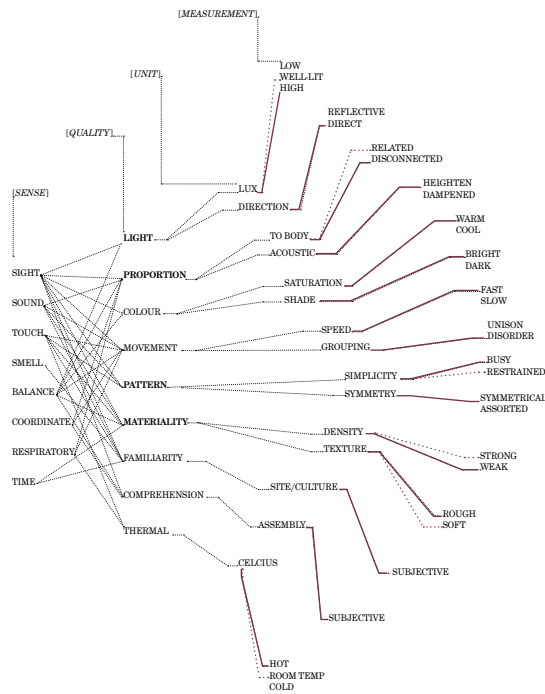 [MEASUREMENT]
LOW
WELL-LIT
HIGH
[UNIT]
REFLECTIVE
DIRECT
[QUALITY]
RELATED
DISCONNECTED
LUX
HEIGHTEN
DAMPENED
[SENSE]
DIRECTION
WARM
COOL
LIGHT
TO BODY
ACOUSTIC
BRIGHT
DARK
SIGHT
PROPORTION
SATURATION
FAST
SLOW
SOUND
COLOUR
SHADE
UNISON
DISORDER
TOUCH
MOVEMENT
SPEED
GROUPING
BUSY
RESTRAINED
SMELL
PATTERN
SIMPLICITY
SYMMETRY
SYMMETRICAL
ASSORTED
BALANCE
COORDINATE
MATERIALITY
DENSITY
TEXTURE
STRONG
WEAK
RESPIRATORY
FAMILIARITY
TIME
SITE/CULTURE
COMPREHENSION
ROUGH
SOFT
THERMAL
ASSEMBLY
CELCIUS
SUBJECTIVE
SUBJECTIVE
HOT
ROOM TEMP
COLD